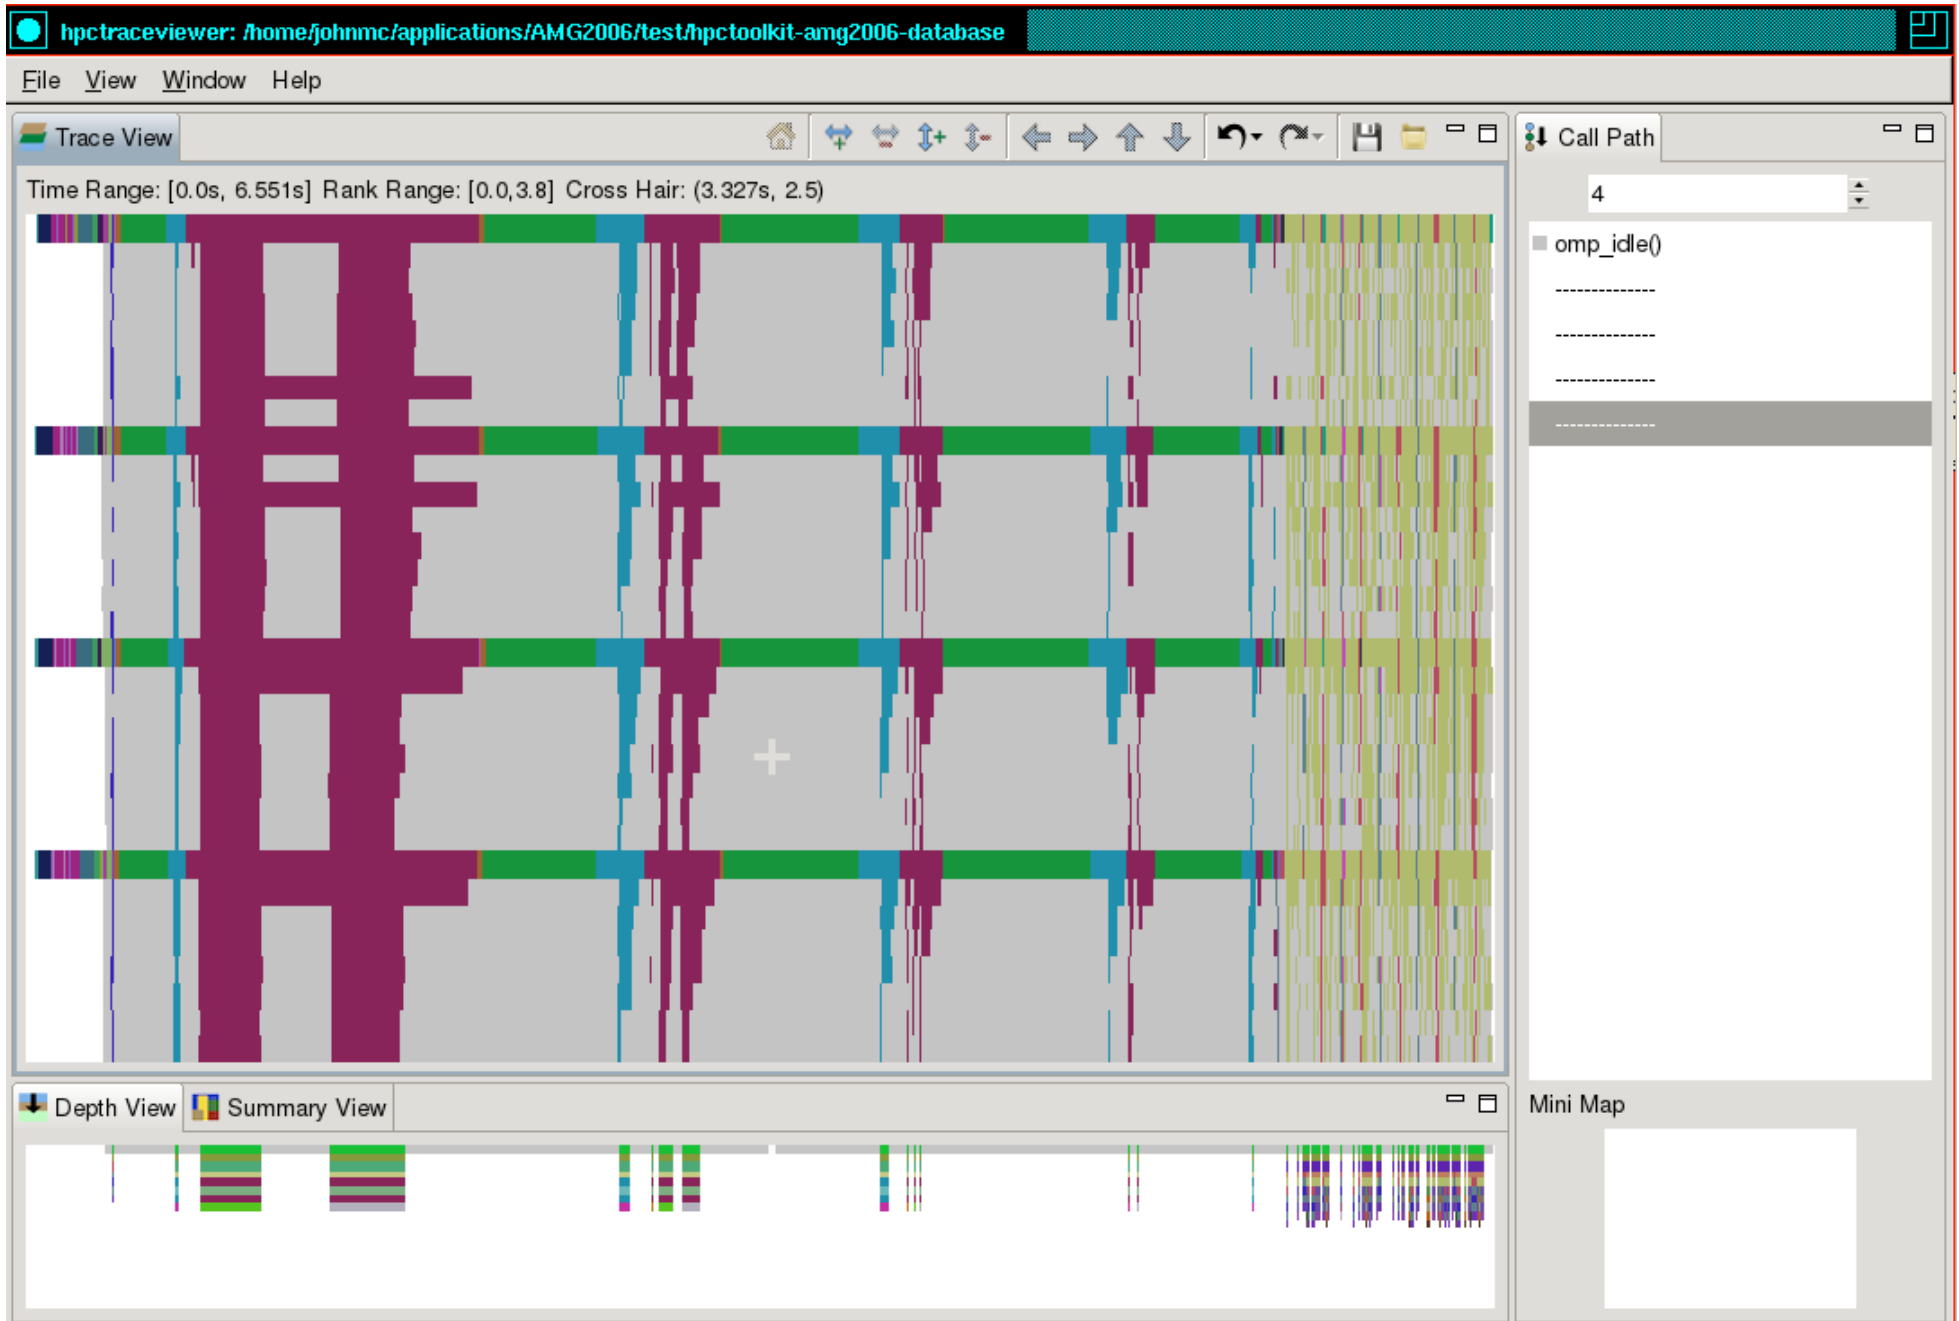 hpctraceviewer: /home/johnmc/applications/AMG2006/test/hpctoolkit-amg2006-database
File View Window Help
Trace View
Time Range: [0.0s, 6.551s] Rank Range: [0.0,3.8] Cross Hair: (3.327s, 2.5)
Call Path
4
omp_idle()
--------------
--------------
--------------
--------------
Depth View Summary View
Mini Map